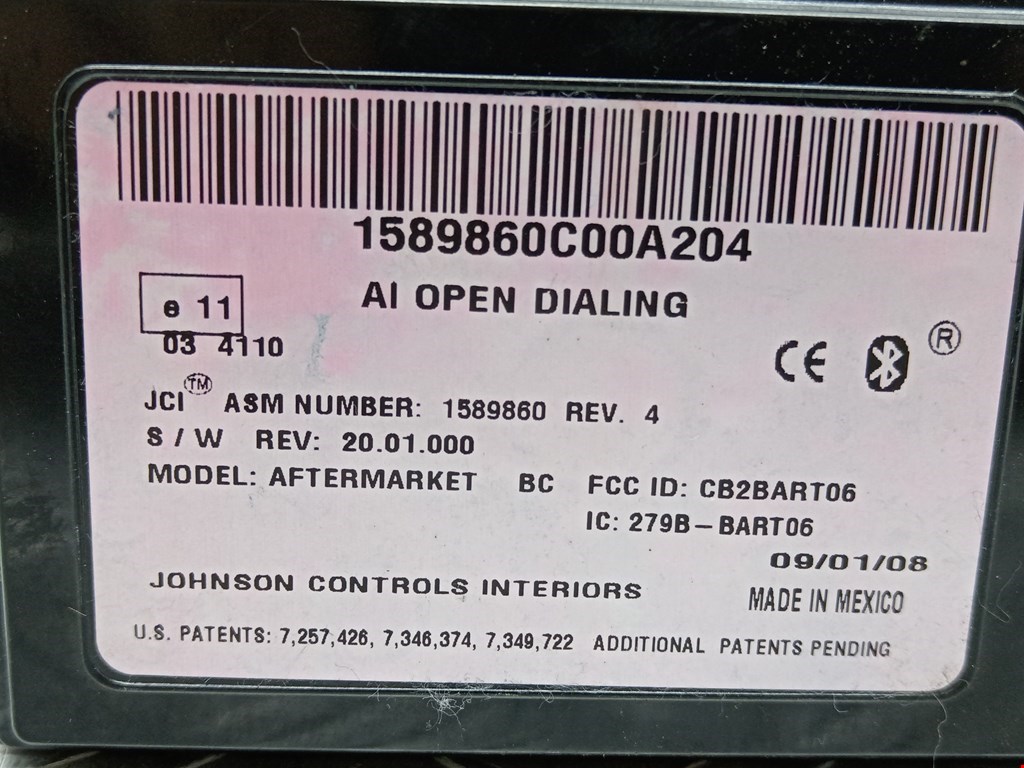 1589860C00A204
AI OPEN DIALING
e 11
03 4110
CE ®
JCI™ ASM NUMBER: 1589860 REV. 4
S / W REV: 20.01.000
MODEL: AFTERMARKET BC FCC ID: CB2BART06
IC: 279B-BART06
09/01/08
JOHNSON CONTROLS INTERIORS MADE IN MEXICO
U.S. PATENTS: 7,257,426, 7,346,374, 7,349,722 ADDITIONAL PATENTS PENDING